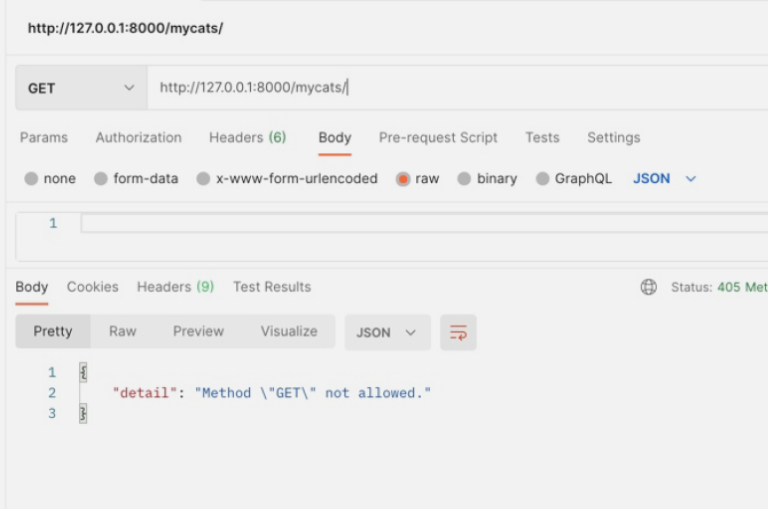 http://127.0.0.1:8000/mycats/
GET http://127.0.0.1:8000/mycats/
Params Authorization Headers (6) Body Pre-request Script Tests Settings
none form-data x-www-form-urlencoded raw binary GraphQL JSON
1
Body Cookies Headers (9) Test Results Status: 405 Met
Pretty Raw Preview Visualize JSON
1 {
2 "detail": "Method \"GET\" not allowed."
3 }